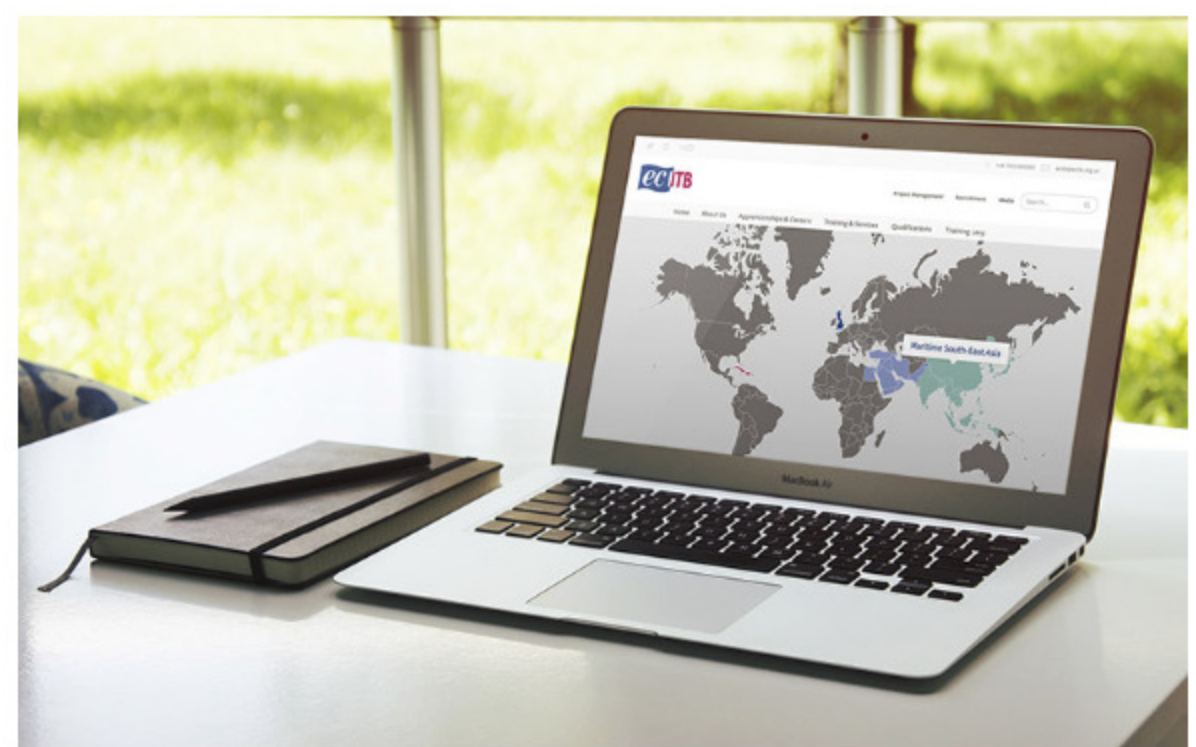 ecITB
Project Management Recruitment Media Search...
Home About Us Apprenticeships & Careers Training & Services Qualifications Training
Maritime South-East Asia
MacBook Air